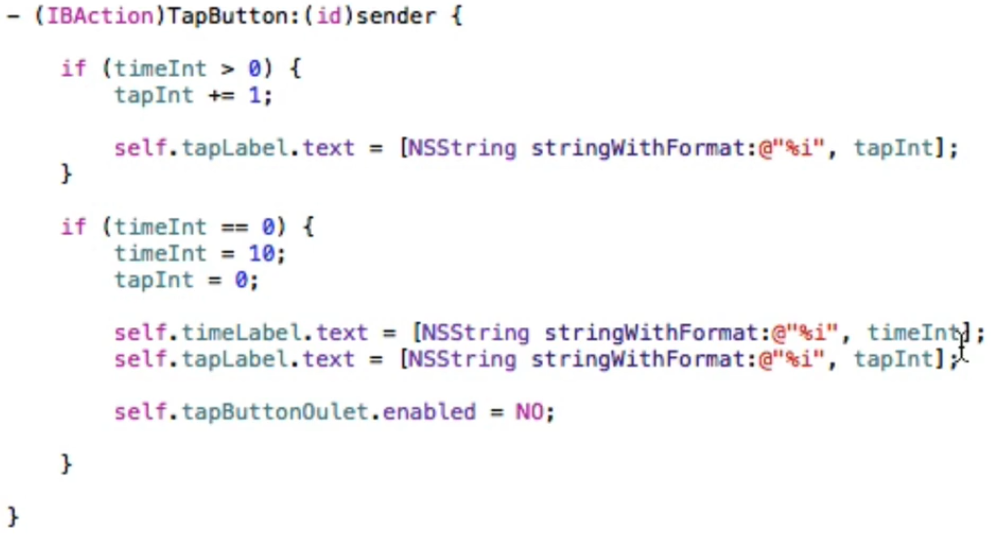 - (IBAction)TapButton:(id)sender {
if (timeInt > 0) {
tapInt += 1;
self.tapLabel.text = [NSString stringWithFormat:@"%i", tapInt];
}
if (timeInt == 0) {
timeInt = 10;
tapInt = 0;
self.timeLabel.text = [NSString stringWithFormat:@"%i", timeInt];
self.tapLabel.text = [NSString stringWithFormat:@"%i", tapInt];
self.tapButtonOulet.enabled = NO;
}
}